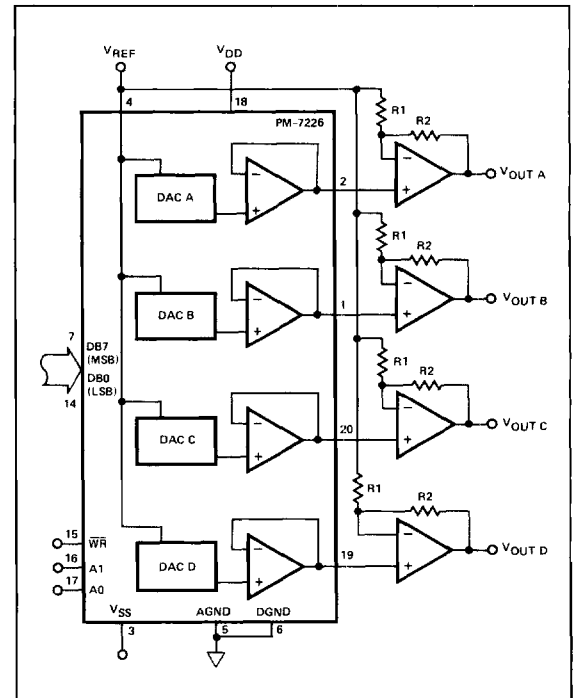 VREF
VDD
4
18
PM-7226
R1
R2
DAC A
−
+
2
−
+
VOUT A
R1
R2
DAC B
−
+
1
−
+
VOUT B
7
DB7
(MSB)
DB0
(LSB)
14
R1
R2
DAC C
−
+
20
−
+
VOUT C
R1
R2
DAC D
−
+
19
−
+
VOUT D
15
WR
16
A1
17
A0
VSS
3
AGND
5
DGND
6